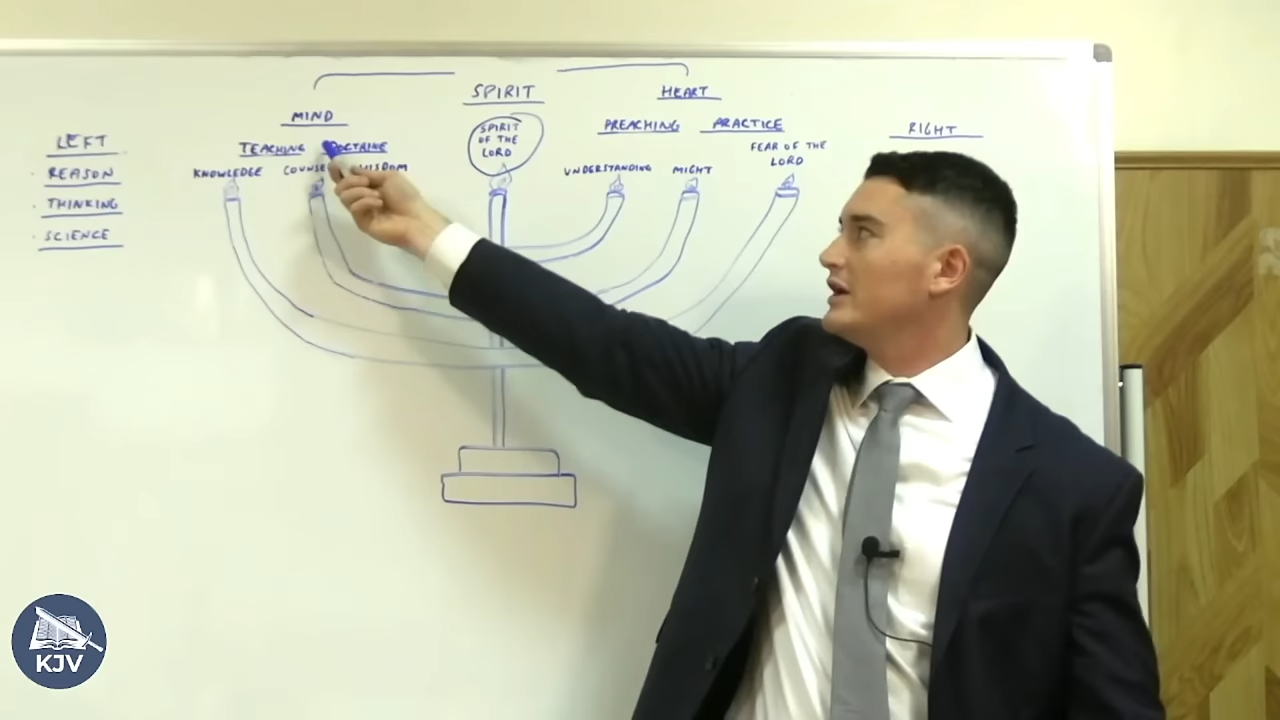 SPIRIT
HEART
MIND
PREACHING PRACTICE
RIGHT
SPIRIT
OF THE
LORD
LEFT
TEACHING
FEAR OF THE
LORD
KNOWLEDGE
UNDERSTANDING
MIGHT
REASON
THINKING
SCIENCE
KJV